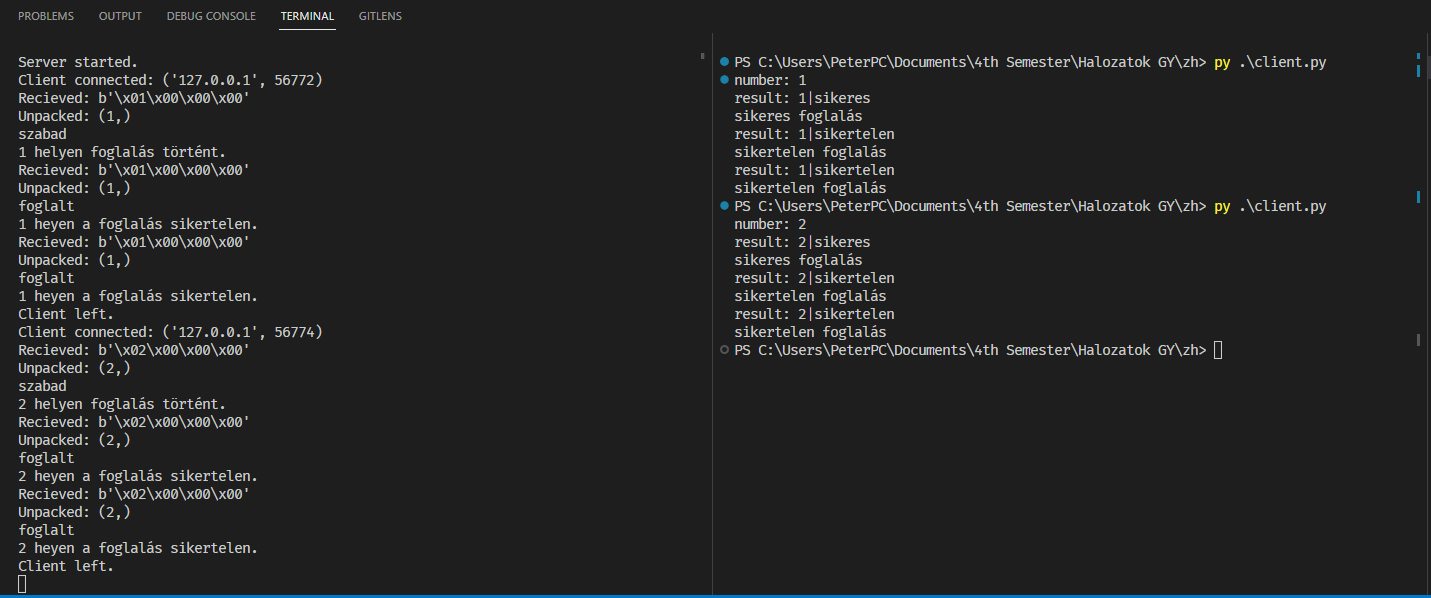 PROBLEMS OUTPUT DEBUG CONSOLE TERMINAL GITLENS
Server started.
Client connected: ('127.0.0.1', 56772)
Recieved: b'\x01\x00\x00\x00'
Unpacked: (1,)
szabad
1 helyen foglalás történt.
Recieved: b'\x01\x00\x00\x00'
Unpacked: (1,)
foglalt
1 heyen a foglalás sikertelen.
Recieved: b'\x01\x00\x00\x00'
Unpacked: (1,)
foglalt
1 heyen a foglalás sikertelen.
Client left.
Client connected: ('127.0.0.1', 56774)
Recieved: b'\x02\x00\x00\x00'
Unpacked: (2,)
szabad
2 helyen foglalás történt.
Recieved: b'\x02\x00\x00\x00'
Unpacked: (2,)
foglalt
2 heyen a foglalás sikertelen.
Recieved: b'\x02\x00\x00\x00'
Unpacked: (2,)
foglalt
2 heyen a foglalás sikertelen.
Client left.
PS C:\Users\PeterPC\Documents\4th Semester\Halozatok GY\zh> py .\client.py
number: 1
result: 1|sikeres
sikeres foglalás
result: 1|sikertelen
sikertelen foglalás
result: 1|sikertelen
sikertelen foglalás
PS C:\Users\PeterPC\Documents\4th Semester\Halozatok GY\zh> py .\client.py
number: 2
result: 2|sikeres
sikeres foglalás
result: 2|sikertelen
sikertelen foglalás
result: 2|sikertelen
sikertelen foglalás
PS C:\Users\PeterPC\Documents\4th Semester\Halozatok GY\zh>